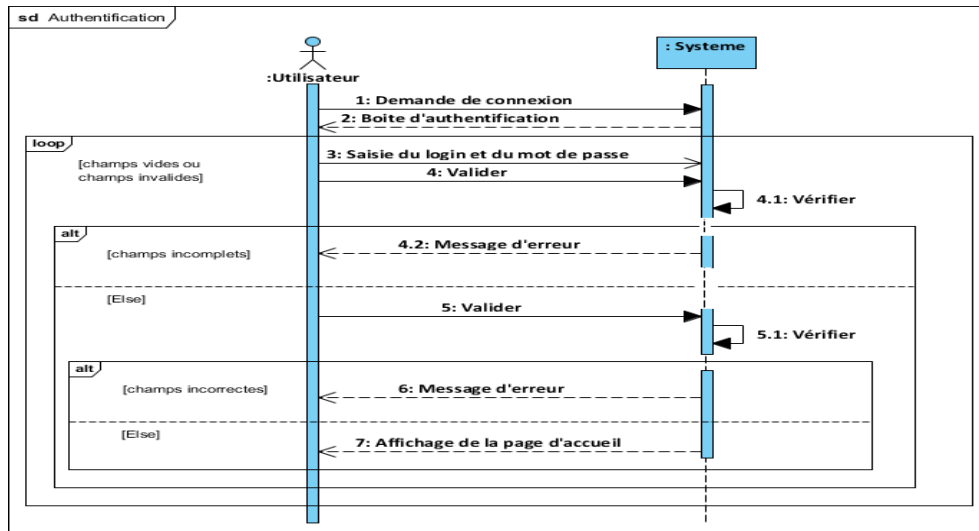 sd Authentification
: Systeme
:Utilisateur
1: Demande de connexion
2: Boite d'authentification
loop
[champs vides ou
champs invalides]
3: Saisie du login et du mot de passe
4: Valider
4.1: Vérifier
alt
[champs incomplets]
4.2: Message d'erreur
[Else]
5: Valider
5.1: Vérifier
alt
[champs incorrectes]
6: Message d'erreur
[Else]
7: Affichage de la page d'accueil